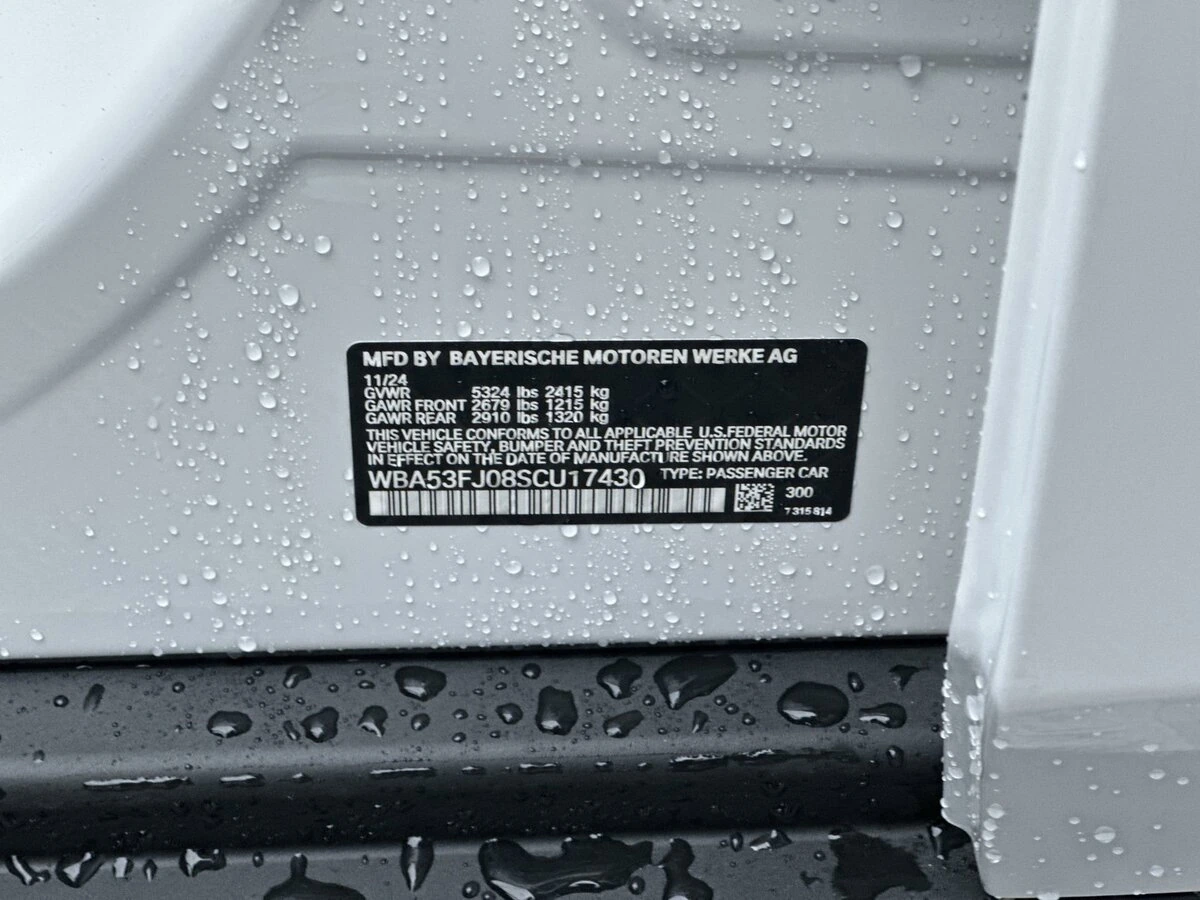 MFD BY BAYERISCHE MOTOREN WERKE AG
11/24
GVWR 5324 lbs 2415 kg
GAWR FRONT 2679 lbs 1215 kg
GAWR REAR 2910 lbs 1320 kg
THIS VEHICLE CONFORMS TO ALL APPLICABLE U.S.FEDERAL MOTOR
VEHICLE SAFETY, BUMPER AND THEFT PREVENTION STANDARDS
IN EFFECT ON THE DATE OF MANUFACTURE SHOWN ABOVE.
WBA53FJ08SCU17430 TYPE: PASSENGER CAR
300
7 315 814